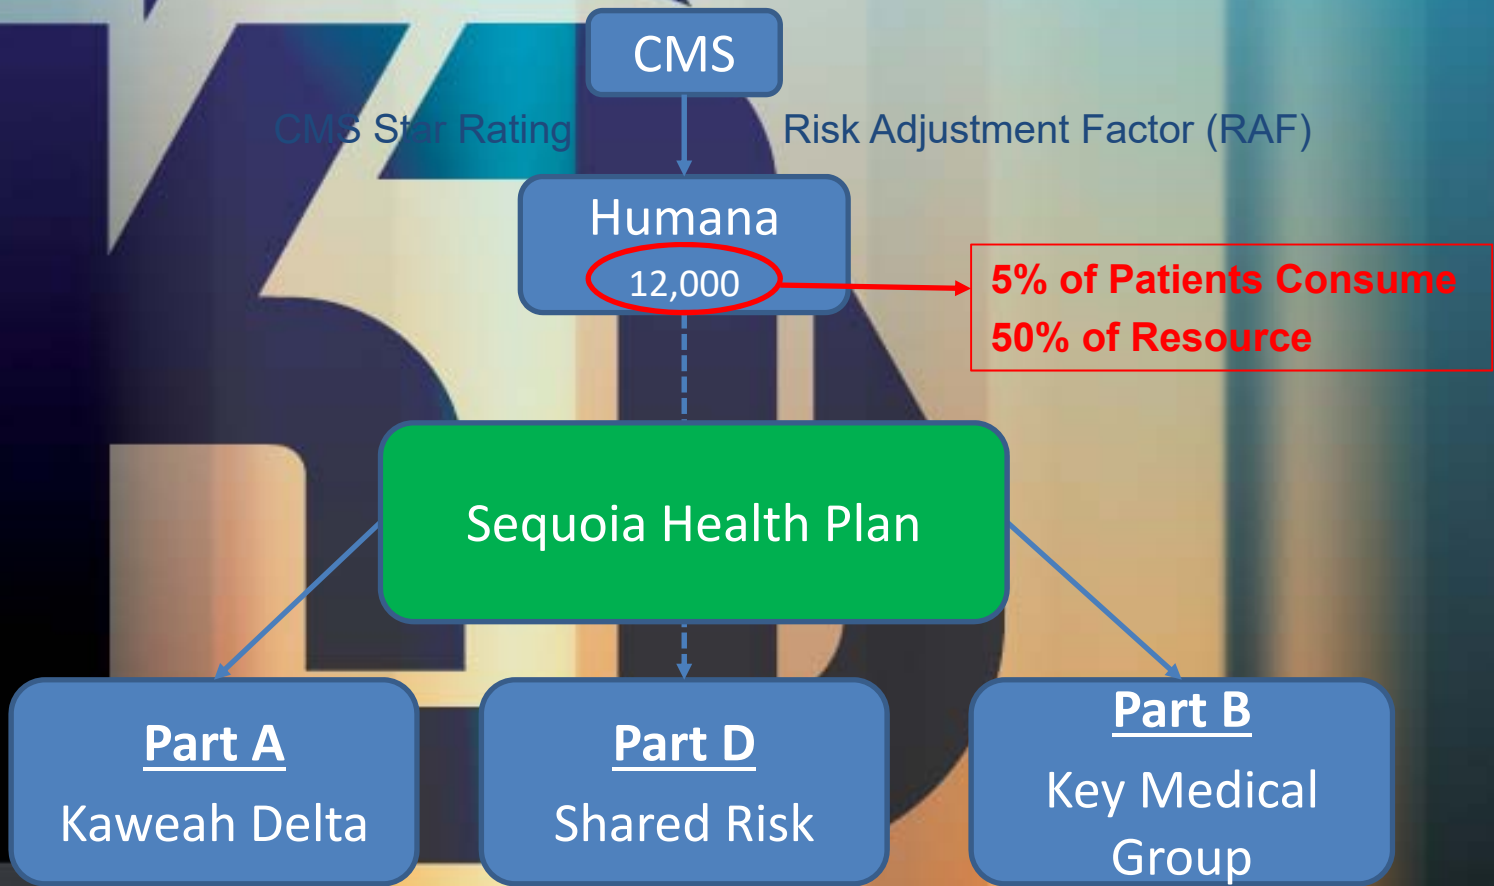 CMS
CMS Star Rating
Risk Adjustment Factor (RAF)
Humana
12,000
5% of Patients Consume
50% of Resource
Sequoia Health Plan
Part A
Kaweah Delta
Part D
Shared Risk
Part B
Key Medical
Group